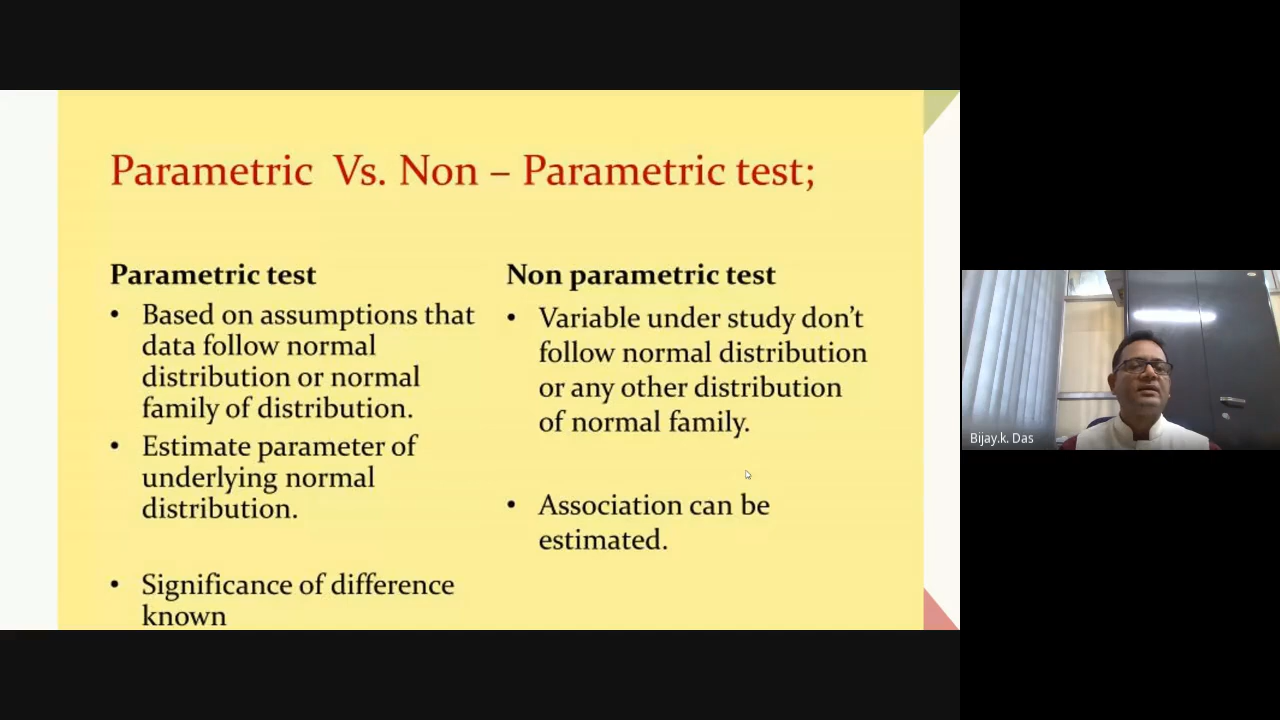 Parametric Vs. Non – Parametric test;
Parametric test
• Based on assumptions that
data follow normal
distribution or normal
family of distribution.
• Estimate parameter of
underlying normal
distribution.
• Significance of difference
known
Non parametric test
• Variable under study don't
follow normal distribution
or any other distribution
of normal family.
• Association can be
estimated.
Bijay.k. Das